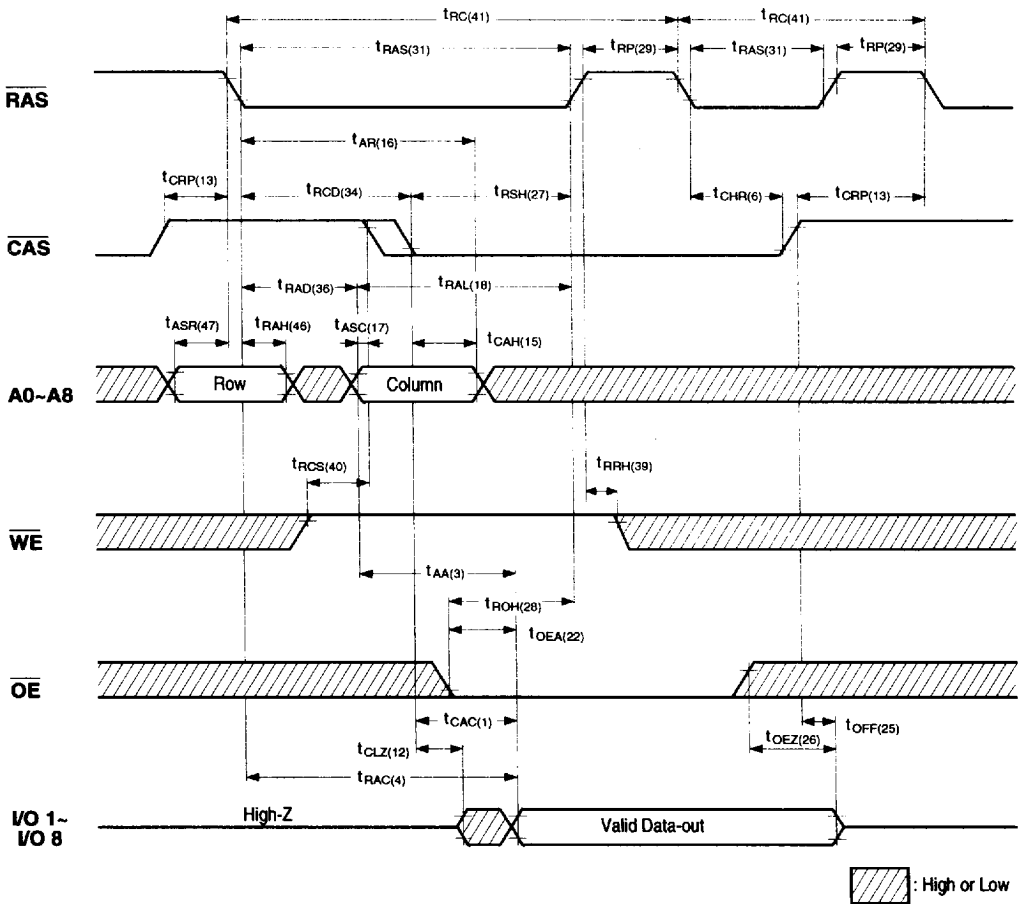 tRC(41) tRC(41)
tRAS(31) tRP(29) tRAS(31) tRP(29)
RAS
tAR(16)
tCRP(13) tRCD(34) tRSH(27) tCHR(6) tCRP(13)
CAS
tRAD(36) tRAL(18)
tASR(47) tRAH(46) tASC(17) tCAH(15)
A0~A8 Row Column
tRCS(40) tRRH(39)
WE
tAA(3)
tROH(28)
tOEA(22)
OE
tCAC(1) tOFF(25)
tCLZ(12) tOEZ(26)
tRAC(4)
I/O 1~ High-Z Valid Data-out
I/O 8
: High or Low